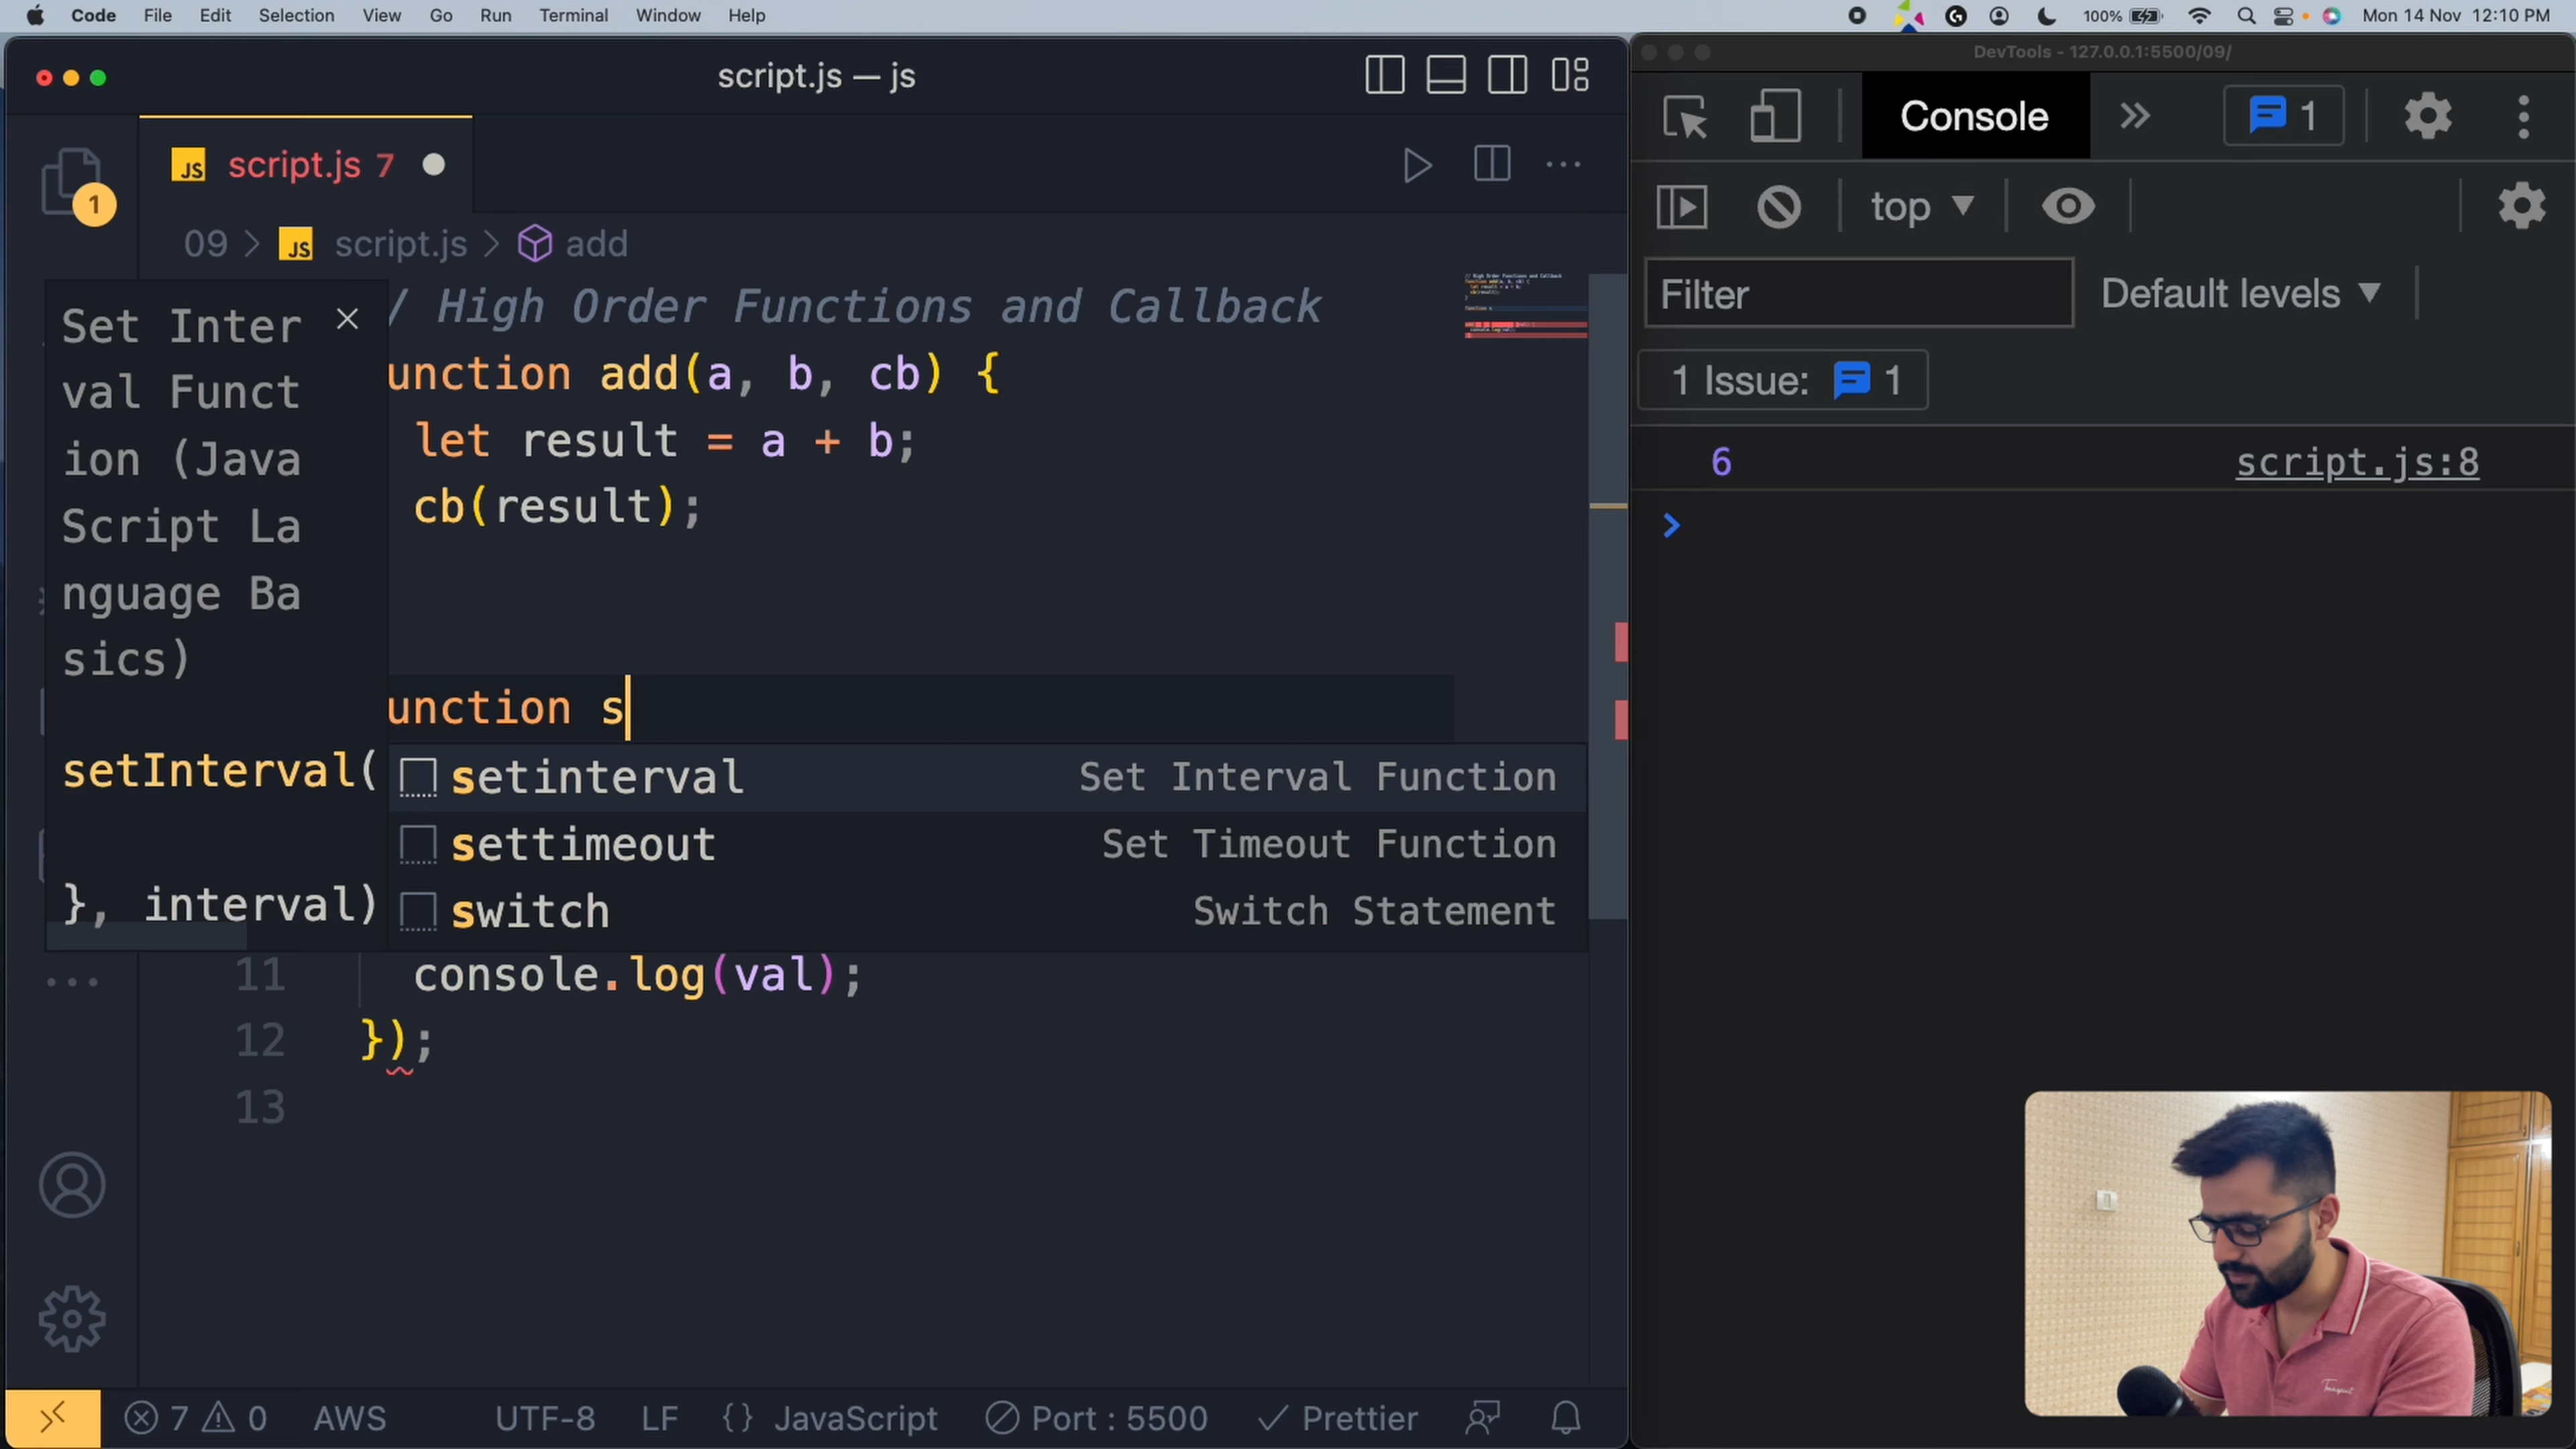 Code File Edit Selection View Go Run Terminal Window Help
100% Mon 14 Nov 12:10 PM
script.js — js
JS script.js 7
1
09 > JS script.js > add
/ High Order Functions and Callback
unction add(a, b, cb) {
let result = a + b;
cb(result);
unction s
Set Inter
val Funct
ion (Java
Script La
nguage Ba
sics)
setInterval(
}, interval)
setinterval Set Interval Function
settimeout Set Timeout Function
switch Switch Statement
11 console.log(val);
12 });
13
7 0 AWS UTF-8 LF {} JavaScript Port : 5500 Prettier
DevTools - 127.0.0.1:5500/09/
Console 1
top
Filter Default levels
1 Issue: 1
6 script.js:8